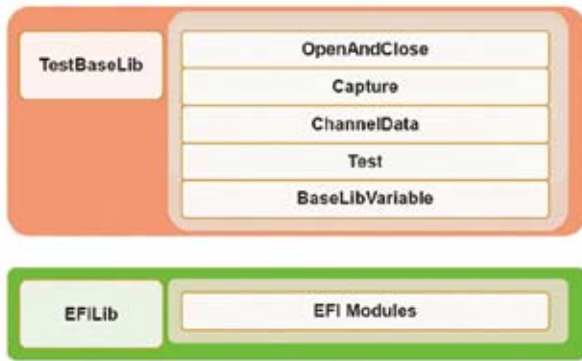 TestBaseLib
OpenAndClose
Capture
ChannelData
Test
BaseLibVariable
EFILib
EFI Modules